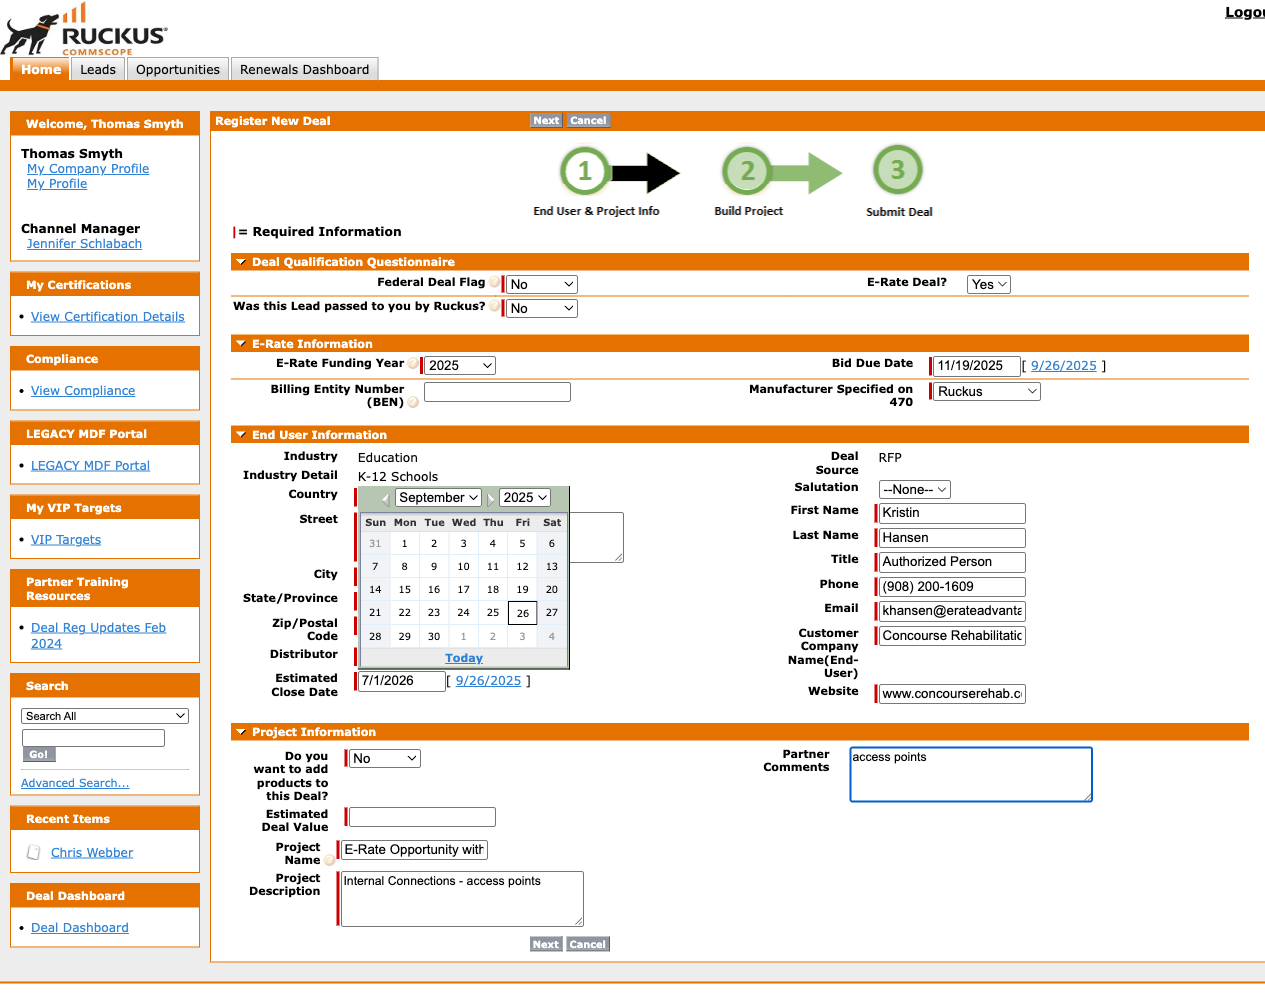 Logou
RUCKUS
COMMSCOPE
Home Leads Opportunities Renewals Dashboard
Welcome, Thomas Smyth
Thomas Smyth
My Company Profile
My Profile
Channel Manager
Jennifer Schlabach
My Certifications
• View Certification Details
Compliance
• View Compliance
LEGACY MDF Portal
• LEGACY MDF Portal
My VIP Targets
• VIP Targets
Partner Training
Resources
• Deal Reg Updates Feb
2024
Search
Search All
Go!
Advanced Search...
Recent Items
Chris Webber
Deal Dashboard
• Deal Dashboard
Register New Deal Next Cancel
1 2 3
End User & Project Info Build Project Submit Deal
= Required Information
Deal Qualification Questionnaire
Federal Deal Flag ? No E-Rate Deal? Yes
Was this Lead passed to you by Ruckus? ? No
E-Rate Information
E-Rate Funding Year ? 2025 Bid Due Date 11/19/2025 [ 9/26/2025 ]
Billing Entity Number
(BEN) ? Manufacturer Specified on
470 Ruckus
End User Information
Industry Education
Industry Detail K-12 Schools
Country
Street
City
State/Province
Zip/Postal
Code
Distributor
Estimated
Close Date 7/1/2026 [ 9/26/2025 ]
September 2025
Sun Mon Tue Wed Thu Fri Sat
31 1 2 3 4 5 6
7 8 9 10 11 12 13
14 15 16 17 18 19 20
21 22 23 24 25 26 27
28 29 30 1 2 3 4
Today
Deal
Source RFP
Salutation --None--
First Name Kristin
Last Name Hansen
Title Authorized Person
Phone (908) 200-1609
Email khansen@erateadvanta
Customer
Company
Name(End-
User) Concourse Rehabilitatic
Website www.concourserehab.c
Project Information
Do you
want to add
products to
this Deal? No
Estimated
Deal Value
Project
Name ? E-Rate Opportunity with
Project
Description Internal Connections - access points
Partner
Comments access points
Next Cancel